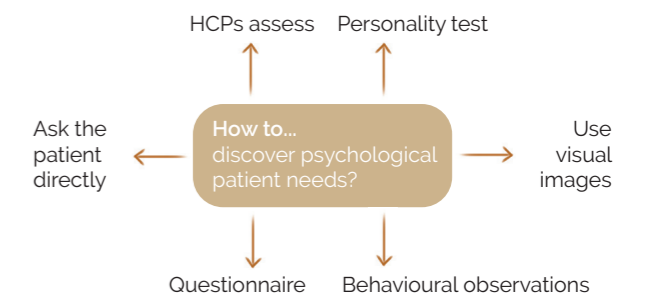 HCPs assess
Personality test
Ask the
patient
directly
How to...
discover psychological
patient needs?
Use
visual
images
Questionnaire
Behavioural observations